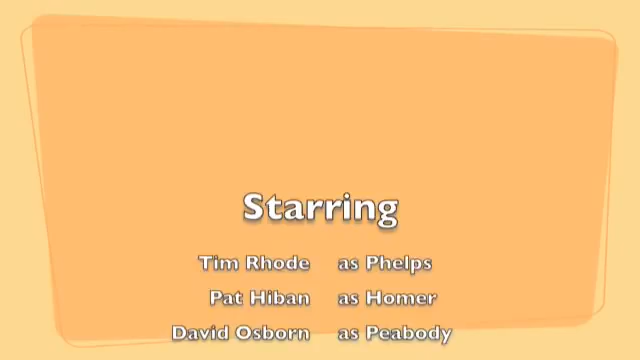 Starring
Tim Rhode as Phelps
Pat Hiban as Homer
David Osborn as Peabody